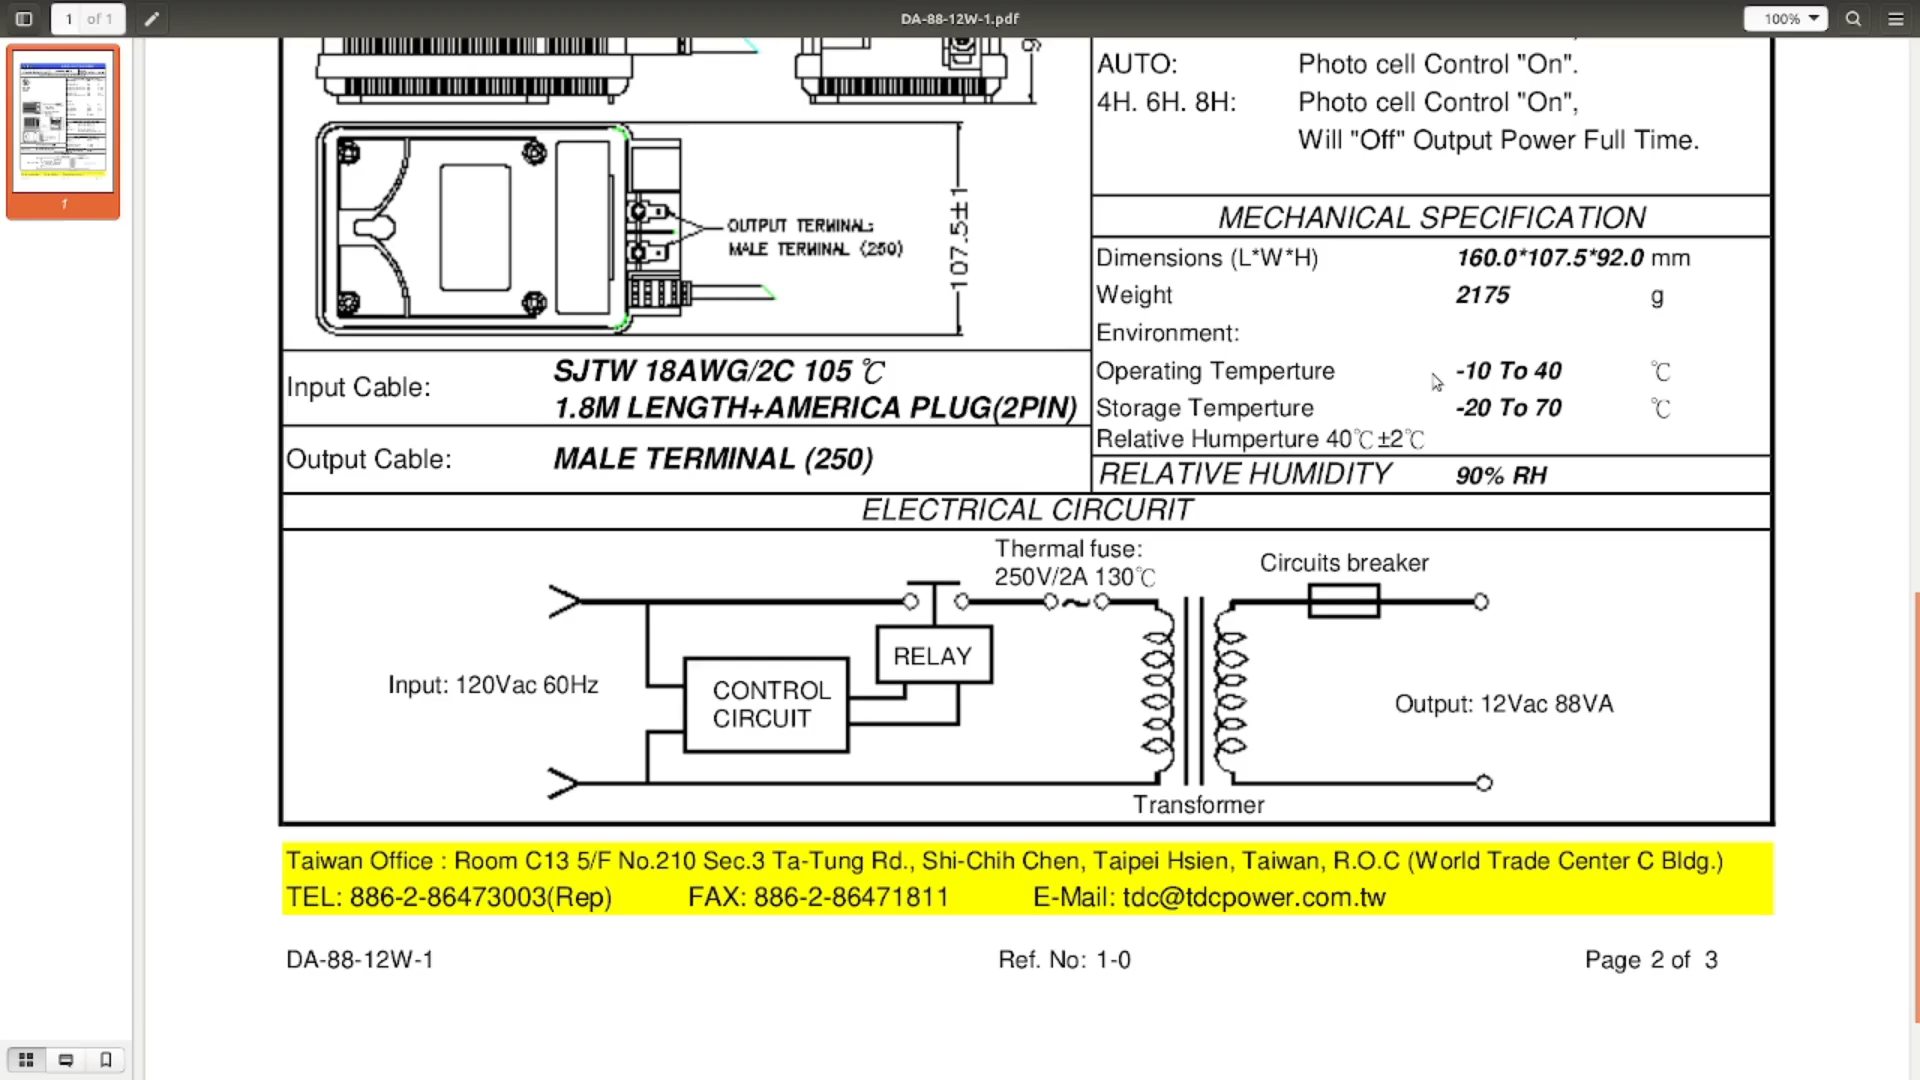 1 of 1
DA-88-12W-1.pdf
100%
1
AUTO: Photo cell Control "On".
4H. 6H. 8H: Photo cell Control "On",
Will "Off" Output Power Full Time.
OUTPUT TERMINAL:
MALE TERMINAL (250)
107.5±1
MECHANICAL SPECIFICATION
Dimensions (L*W*H) 160.0*107.5*92.0 mm
Weight 2175 g
Environment:
Operating Temperture -10 To 40 ℃
Storage Temperture -20 To 70 ℃
Relative Humperture 40℃±2℃
RELATIVE HUMIDITY 90% RH
Input Cable: SJTW 18AWG/2C 105 ℃
1.8M LENGTH+AMERICA PLUG(2PIN)
Output Cable: MALE TERMINAL (250)
ELECTRICAL CIRCURIT
Thermal fuse:
250V/2A 130℃
Circuits breaker
RELAY
Input: 120Vac 60Hz
CONTROL
CIRCUIT
Output: 12Vac 88VA
Transformer
Taiwan Office : Room C13 5/F No.210 Sec.3 Ta-Tung Rd., Shi-Chih Chen, Taipei Hsien, Taiwan, R.O.C (World Trade Center C Bldg.)
TEL: 886-2-86473003(Rep) FAX: 886-2-86471811 E-Mail: tdc@tdcpower.com.tw
DA-88-12W-1 Ref. No: 1-0 Page 2 of 3